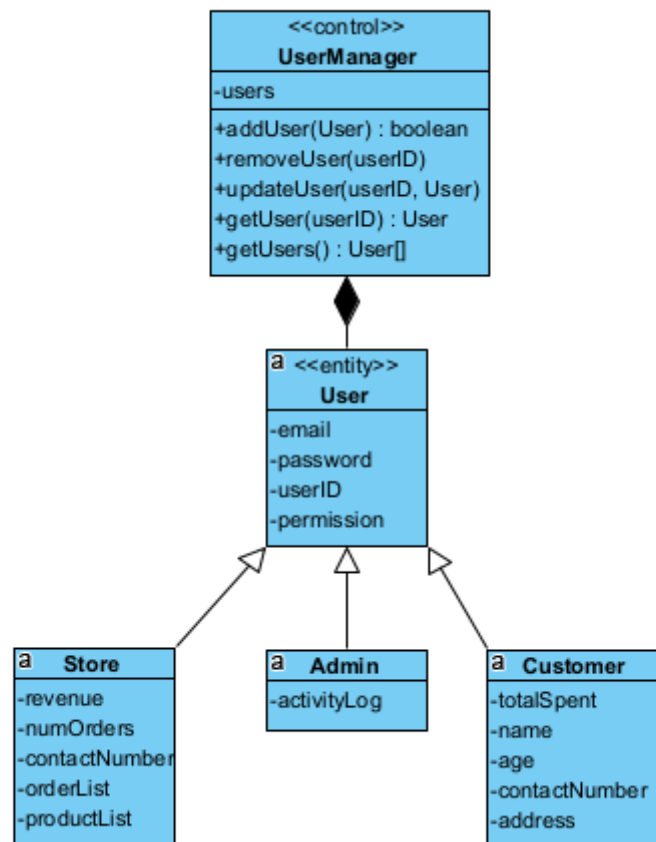 <<control>>
UserManager
-users
+addUser(User) : boolean
+removeUser(userID)
+updateUser(userID, User)
+getUser(userID) : User
+getUsers() : User[]
a <<entity>>
User
-email
-password
-userID
-permission
a Store
-revenue
-numOrders
-contactNumber
-orderList
-productList
a Admin
-activityLog
a Customer
-totalSpent
-name
-age
-contactNumber
-address